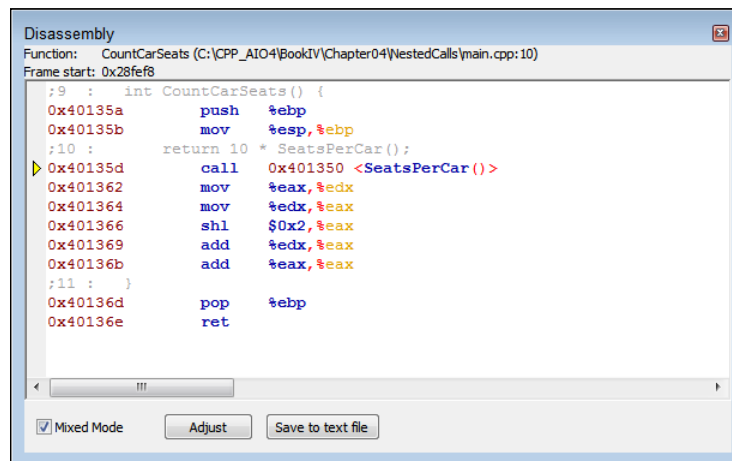 Disassembly
Function: CountCarSeats (C:\CPP_AIO4\BookIV\Chapter04\NestedCalls\main.cpp:10)
Frame start: 0x28fef8
;9 : int CountCarSeats() {
0x40135a push %ebp
0x40135b mov %esp,%ebp
;10 : return 10 * SeatsPerCar();
0x40135d call 0x401350 <SeatsPerCar()>
0x401362 mov %eax,%edx
0x401364 mov %edx,%eax
0x401366 shl $0x2,%eax
0x401369 add %edx,%eax
0x40136b add %eax,%eax
;11 : }
0x40136d pop %ebp
0x40136e ret
Mixed Mode Adjust Save to text file